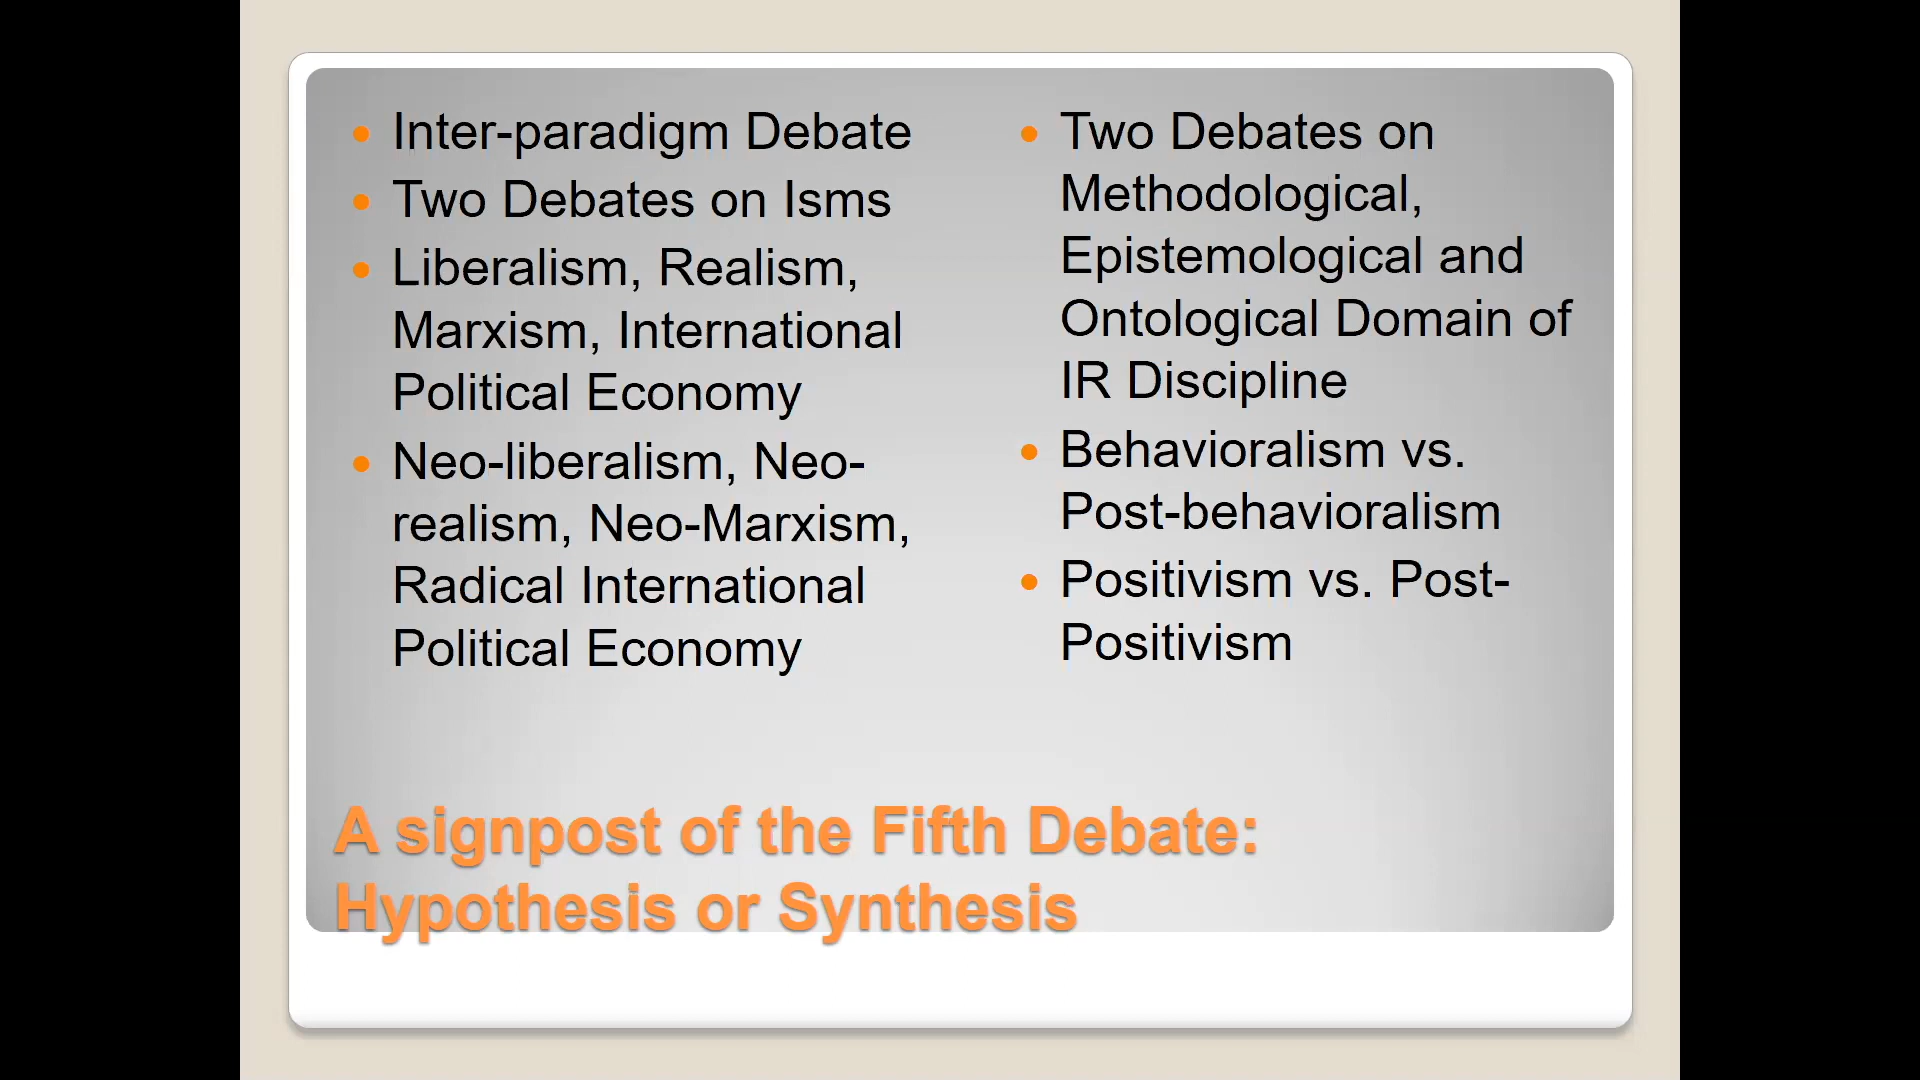 Inter-paradigm Debate
Two Debates on Isms
Liberalism, Realism,
Marxism, International
Political Economy
Neo-liberalism, Neo-
realism, Neo-Marxism,
Radical International
Political Economy
Two Debates on
Methodological,
Epistemological and
Ontological Domain of
IR Discipline
Behavioralism vs.
Post-behavioralism
Positivism vs. Post-
Positivism
A signpost of the Fifth Debate:
Hypothesis or Synthesis